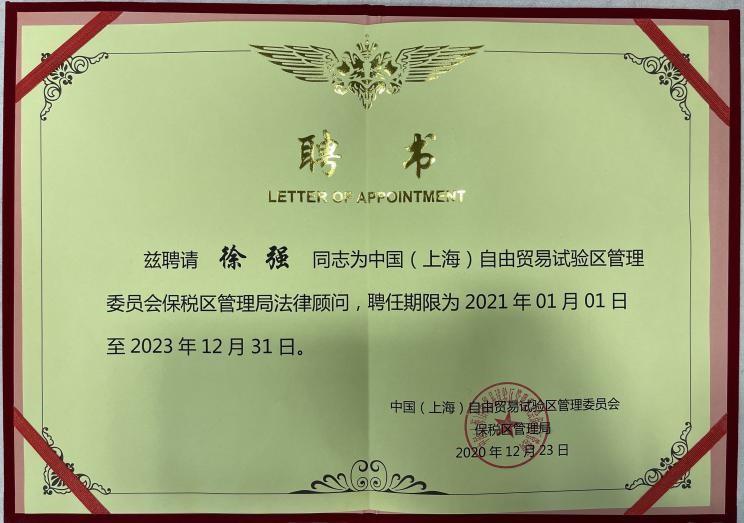 聘 书
LETTER OF APPOINTMENT
兹聘请 徐 强 同志为中国（上海）自由贸易试验区管理
委员会保税区管理局法律顾问，聘任期限为 2021 年 01 月 01 日
至 2023 年 12 月 31 日。
中国（上海）自由贸易试验区管理委员会
保税区管理局
2020 年 12 月 23 日